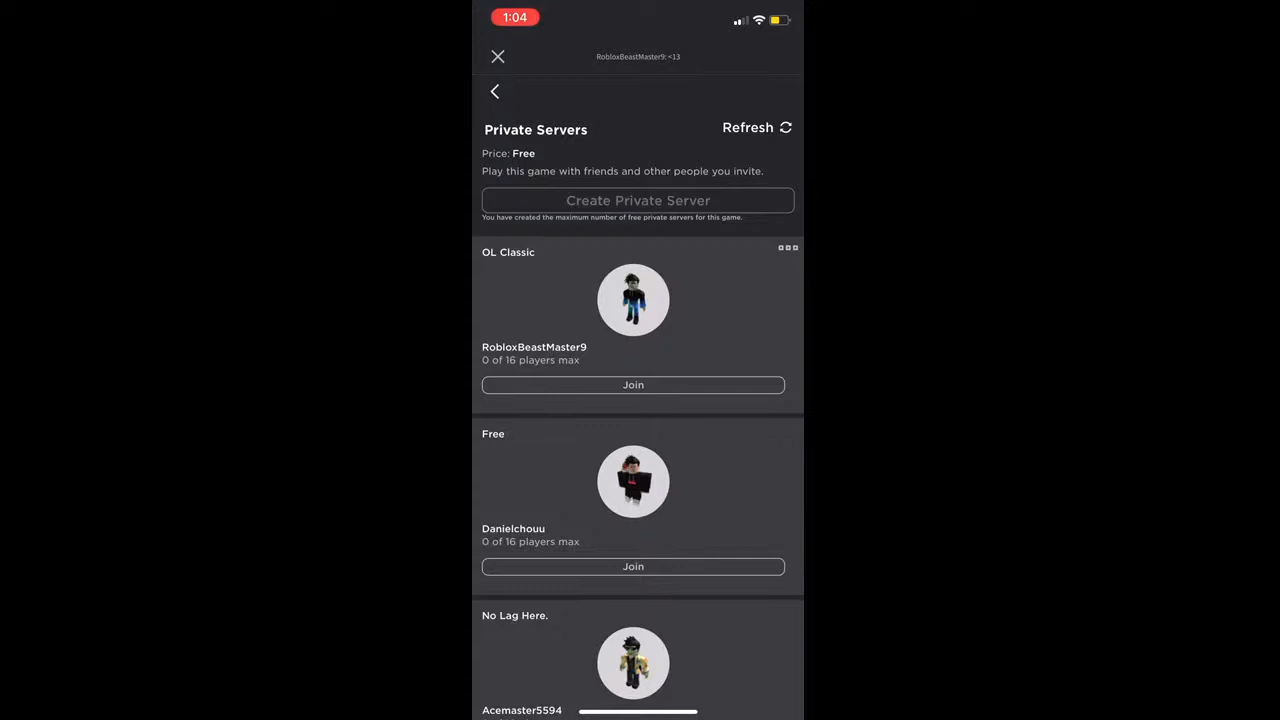 1:04
RobloxBeastMaster9: <13
Private Servers
Refresh
Price: Free
Play this game with friends and other people you invite.
Create Private Server
You have created the maximum number of free private servers for this game.
OL Classic
RobloxBeastMaster9
0 of 16 players max
Join
Free
Danielchouu
0 of 16 players max
Join
No Lag Here.
Acemaster5594